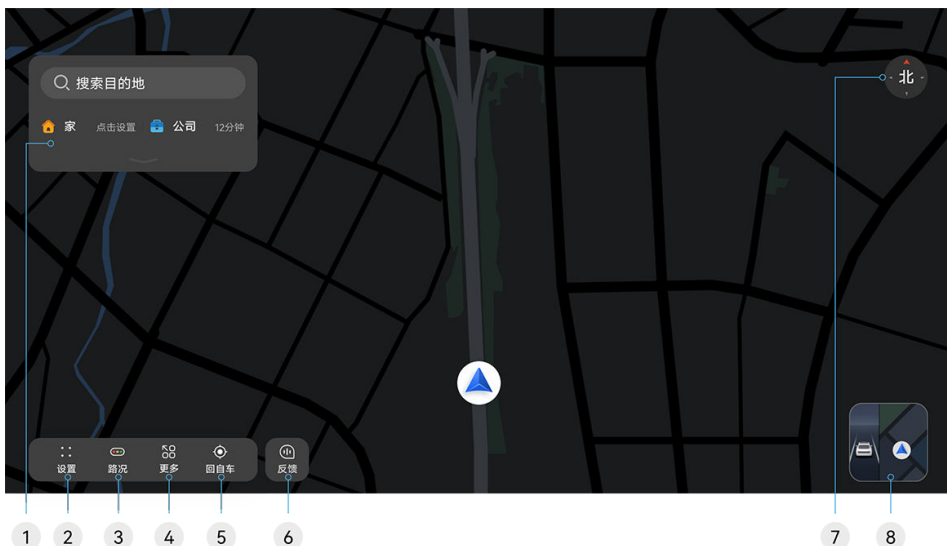 搜索目的地
家 点击设置 公司 12分钟
北
设置 路况 更多 回自车 反馈
1 2 3 4 5 6 7 8